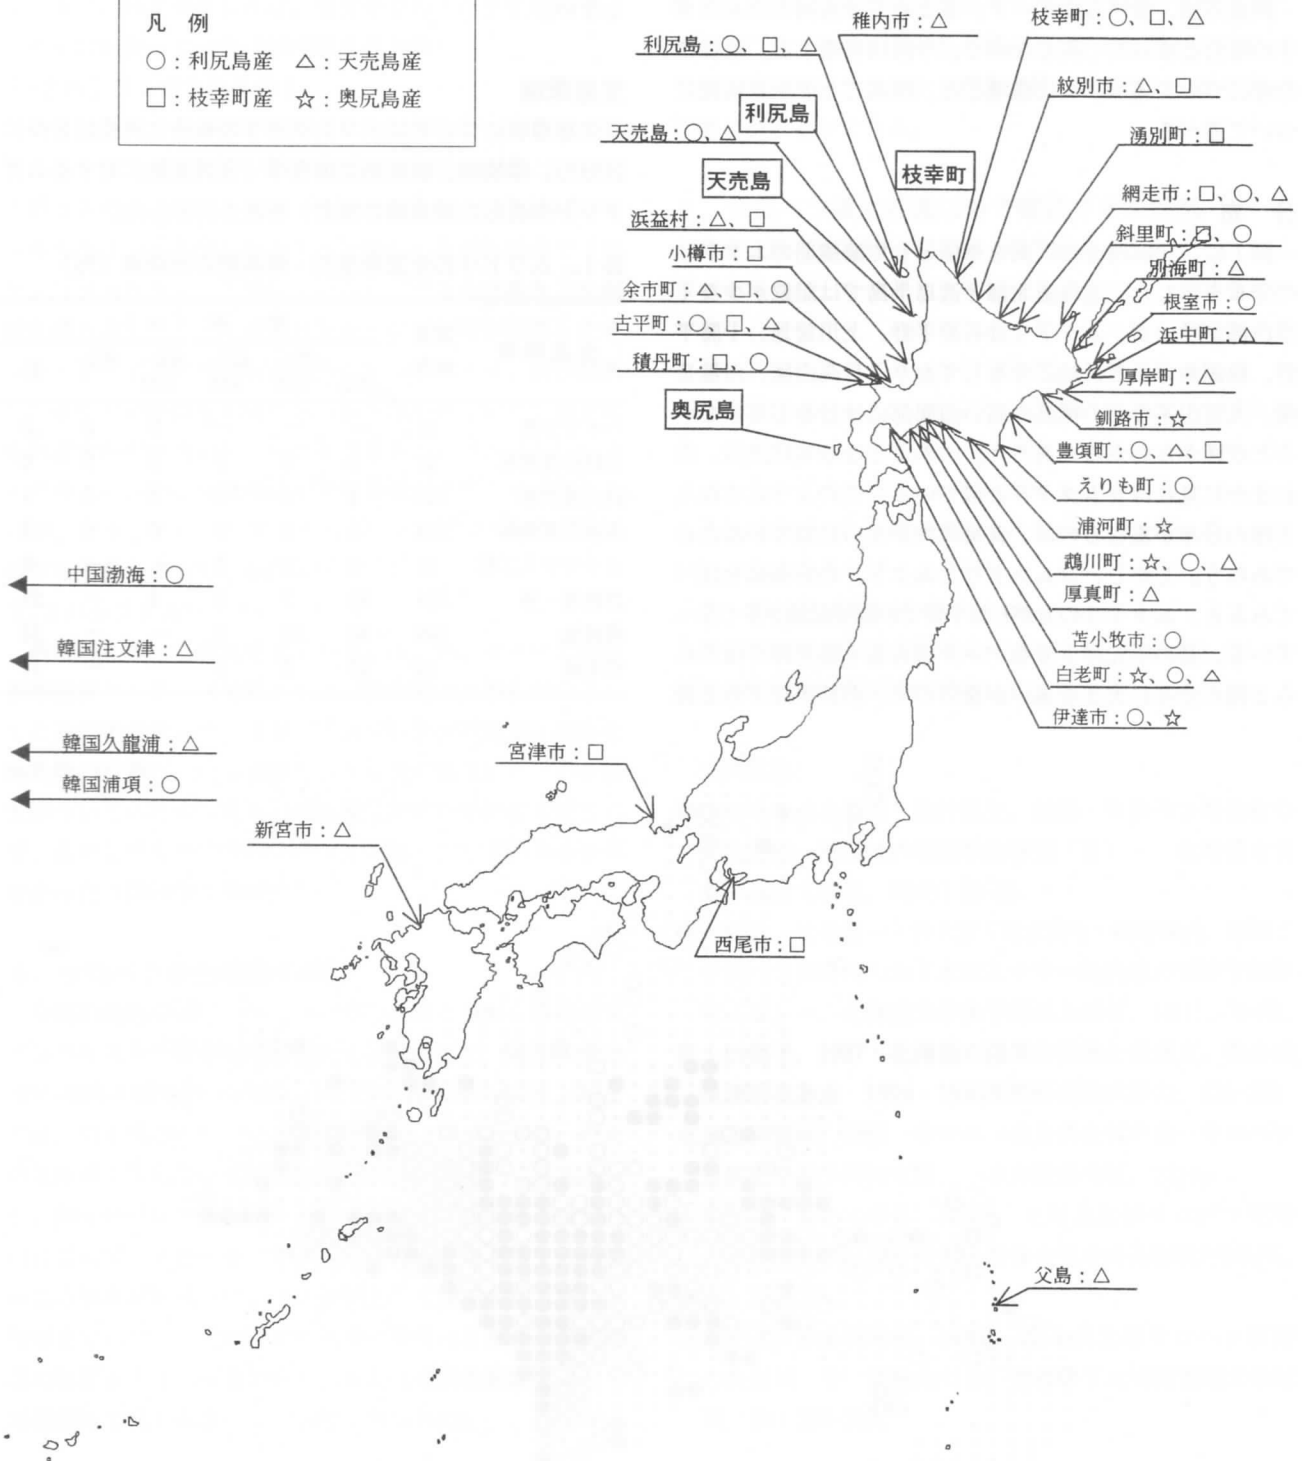 凡 例
○：利尻島産 △：天売島産
□：枝幸町産 ☆：奥尻島産
稚内市：△
枝幸町：○、□、△
利尻島：○、□、△
紋別市：△、□
利尻島
天売島：○、△
湧別町：□
天売島
枝幸町
網走市：□、○、△
浜益村：△、□
斜里町：□、○
小樽市：□
別海町：△
余市町：△、□、○
根室市：○
古平町：○、□、△
浜中町：△
積丹町：□、○
厚岸町：△
奥尻島
釧路市：☆
豊頃町：○、△、□
えりも町：○
浦河町：☆
鵡川町：☆、○、△
厚真町：△
苫小牧市：○
白老町：☆、○、△
伊達市：○、☆
中国渤海：○
韓国注文津：△
韓国久龍浦：△
韓国浦項：○
宮津市：□
新宮市：△
西尾市：□
父島：△